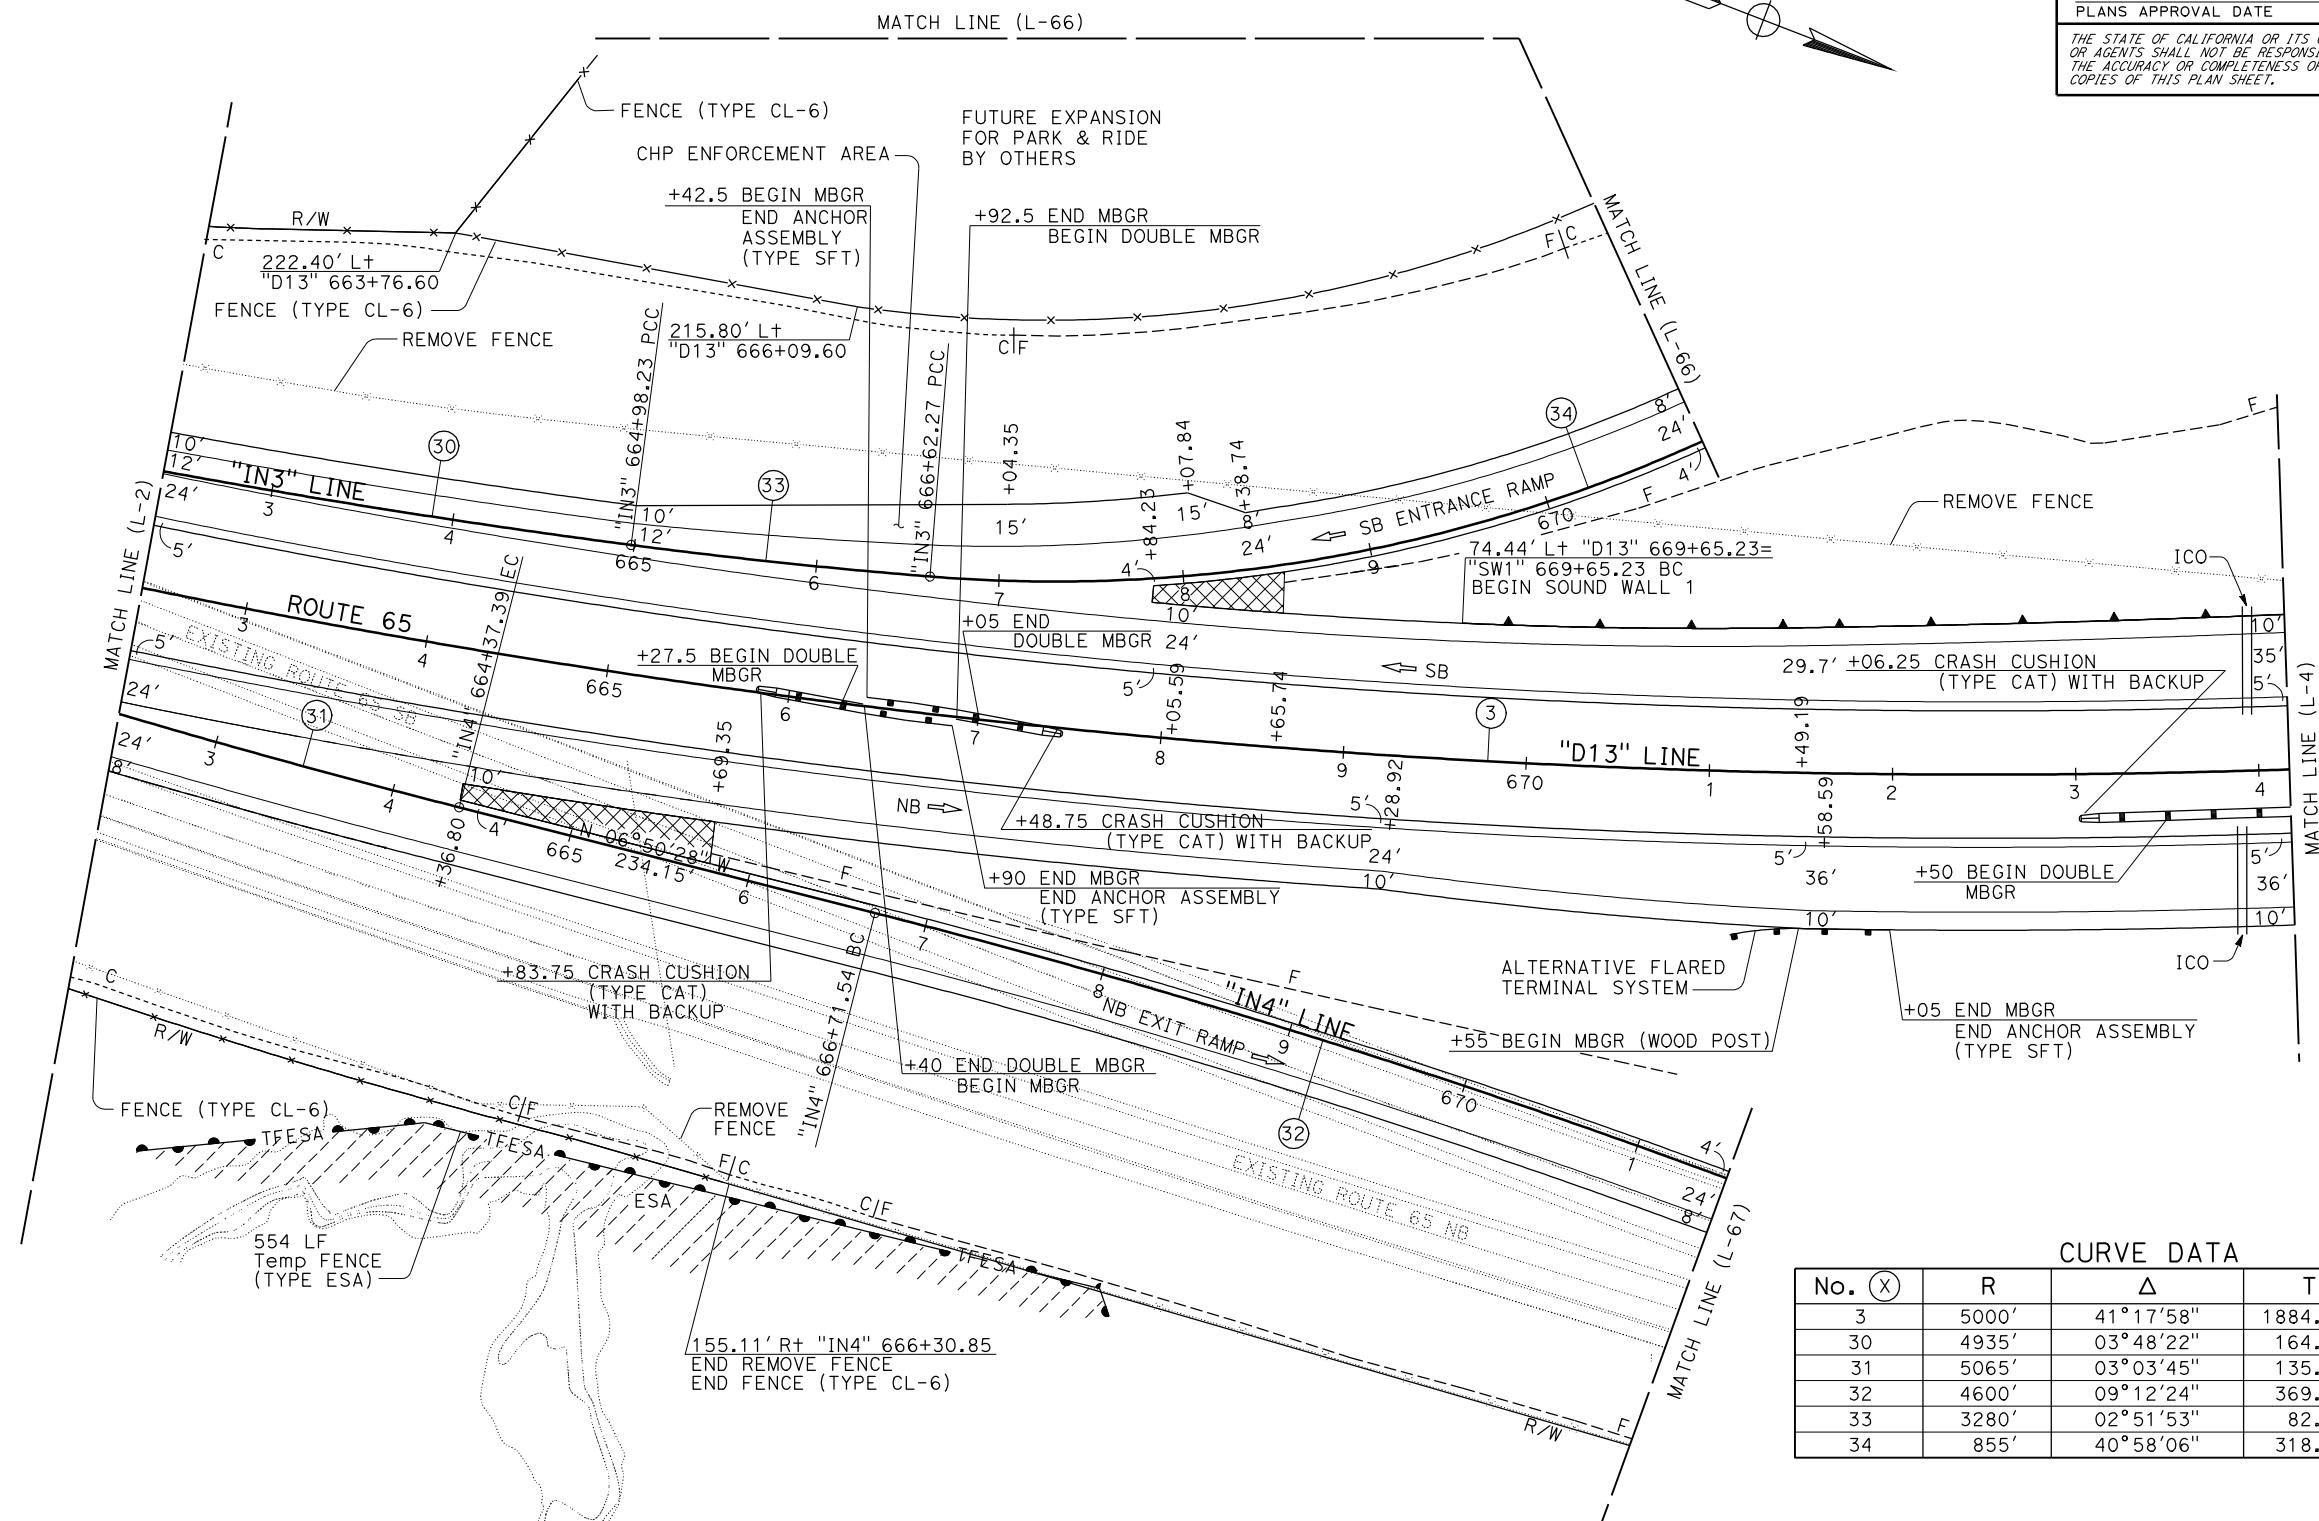 MATCH LINE (L-66)
PLANS APPROVAL DATE
THE STATE OF CALIFORNIA OR ITS
OR AGENTS SHALL NOT BE
THE ACCURACY OR COMPLETENESS
COPIES OF THIS PLAN SHEET.
FENCE (TYPE CL-6)
FUTURE EXPANSION
FOR PARK & RIDE
BY OTHERS
CHP ENFORCEMENT AREA
+42.5 BEGIN MBGR
END ANCHOR
ASSEMBLY
(TYPE SFT)
+92.5 END MBGR
BEGIN DOUBLE MBGR
MATCH LINE (L-66)
R/W
C
F|C
222.40' Lt
"D13" 663+76.60
FENCE (TYPE CL-6)
REMOVE FENCE
215.80' Lt
"D13" 666+09.60
C|F
"IN3" 664+98.23 PCC
"IN3" 666+62.27 PCC
+04.35
+07.84
+38.74
+84.23
34
8'
24'
4'
F
F
10'
12'
24'
5'
"IN3" LINE
30
33
3
4
665
6
7
8
9
670
10'
12'
15'
15'
8'
24'
4'
10'
24'
SB ENTRANCE RAMP
REMOVE FENCE
74.44' Lt "D13" 669+65.23=
"SW1" 669+65.23 BC
BEGIN SOUND WALL 1
ICO
10'
35'
5'
MATCH LINE (L-2)
ROUTE 65
EXISTING ROUTE 65 SB
3
4
665
6
7
8
9
670
1
2
3
4
"IN4" 664+37.39 EC
+27.5 BEGIN DOUBLE
MBGR
+05 END
DOUBLE MBGR
5'
+05.59
+65.74
SB
29.7'
+06.25 CRASH CUSHION
(TYPE CAT) WITH BACKUP
3
"D13" LINE
+49.19
MATCH LINE (L-4)
5'
24'
24'
8'
31
3
4
665
6
7
8
9
670
1
10'
4'
+36.80
+69.35
N 06°50'28" W
234.15'
NB
+48.75 CRASH CUSHION
(TYPE CAT) WITH BACKUP
5'
+28.92
24'
10'
+58.59
5'
36'
10'
+50 BEGIN DOUBLE
MBGR
5'
36'
10'
ICO
F
F
+90 END MBGR
END ANCHOR ASSEMBLY
(TYPE SFT)
+83.75 CRASH CUSHION
(TYPE CAT)
WITH BACKUP
"IN4" 666+71.54 BC
+40 END DOUBLE MBGR
BEGIN MBGR
"IN4" LINE
NB EXIT RAMP
32
ALTERNATIVE FLARED
TERMINAL SYSTEM
+55 BEGIN MBGR (WOOD POST)
+05 END MBGR
END ANCHOR ASSEMBLY
(TYPE SFT)
C
R/W
FENCE (TYPE CL-6)
C/F
REMOVE
FENCE
TFESA
TFESA
ESA
F/C
C/F
TFESA
554 LF
Temp FENCE
(TYPE ESA)
EXISTING ROUTE 65 NB
4'
24'
8'
MATCH LINE (L-67)
155.11' Rt "IN4" 666+30.85
END REMOVE FENCE
END FENCE (TYPE CL-6)
R/W
F
CURVE DATA
No. X R Δ T
3 5000' 41°17'58" 1884.
30 4935' 03°48'22" 164.
31 5065' 03°03'45" 135.
32 4600' 09°12'24" 369.
33 3280' 02°51'53" 82.
34 855' 40°58'06" 318.